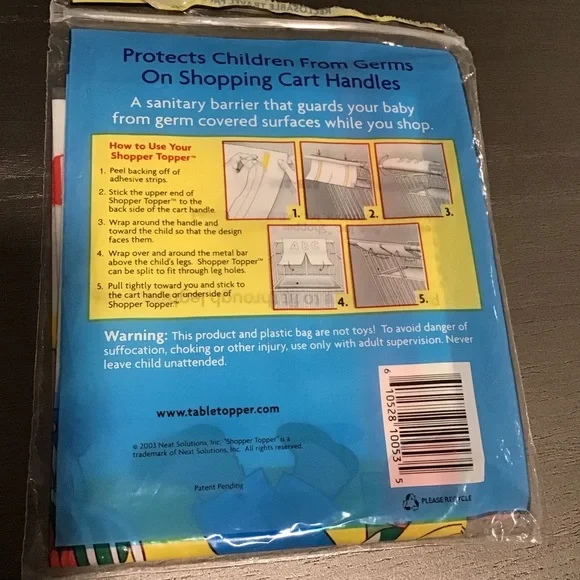 RECLOSABLE TRAVEL
Protects Children From Germs
On Shopping Cart Handles
A sanitary barrier that guards your baby
from germ covered surfaces while you shop.
How to Use Your
Shopper Topper™
1. Peel backing off of
adhesive strips.
2. Stick the upper end of
Shopper Topper™ to the
back side of the cart handle.
3. Wrap around the handle and
toward the child so that the design
faces them.
4. Wrap over and around the metal bar
above the child's legs. Shopper Topper™
can be split to fit through leg holes.
5. Pull tightly toward you and stick to
the cart handle or underside of
Shopper Topper™
1.
2.
3.
ABC
4.
5.
Warning: This product and plastic bag are not toys! To avoid danger of
suffocation, choking or other injury, use only with adult supervision. Never
leave child unattended.
www.tabletopper.com
© 2003 Neat Solutions, Inc. "Shopper Topper" is a
trademark of Neat Solutions, Inc. All rights reserved.
Patent Pending
6 10528 10053 5
PLEASE RECYCLE